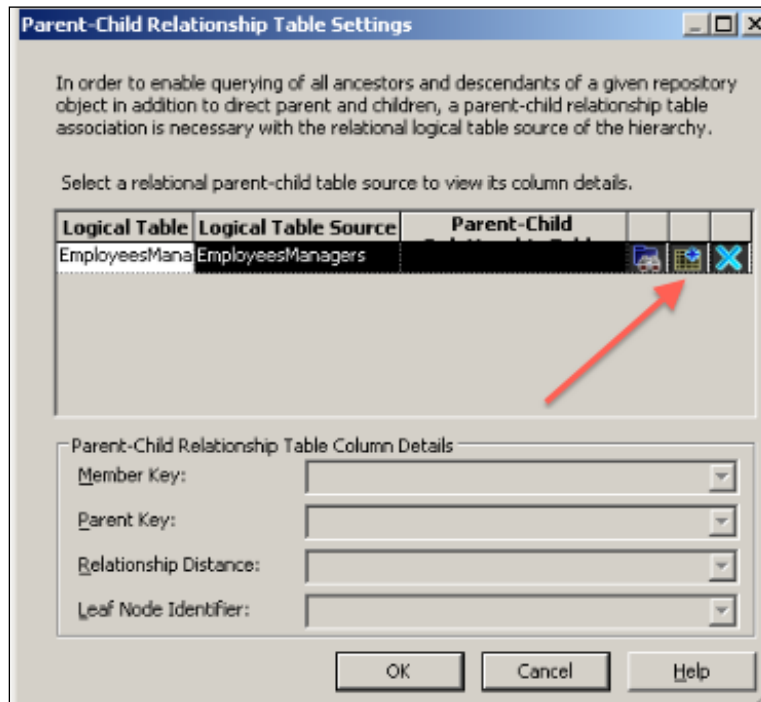 Parent-Child Relationship Table Settings
In order to enable querying of all ancestors and descendants of a given repository
object in addition to direct parent and children, a parent-child relationship table
association is necessary with the relational logical table source of the hierarchy.
Select a relational parent-child table source to view its column details.
Logical Table Logical Table Source Parent-Child
EmployeesMana EmployeesManagers
Parent-Child Relationship Table Column Details
Member Key:
Parent Key:
Relationship Distance:
Leaf Node Identifier:
OK Cancel Help